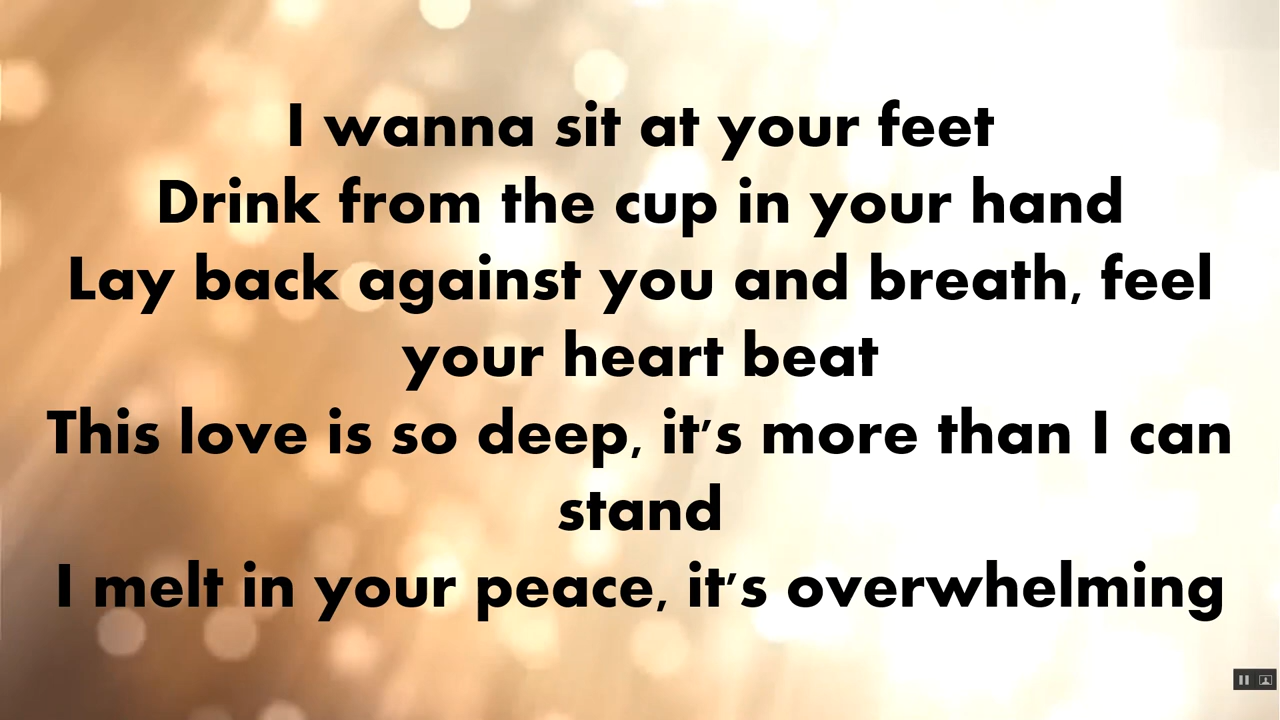 I wanna sit at your feet
Drink from the cup in your hand
Lay back against you and breath, feel
your heart beat
This love is so deep, it's more than I can
stand
I melt in your peace, it's overwhelming